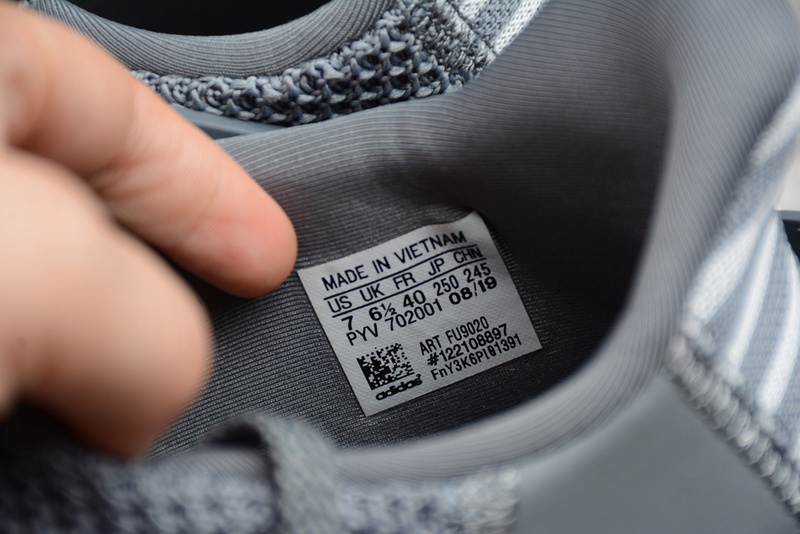 MADE IN VIETNAM
US UK FR JP CHN
7 6½ 40 250 245
PYV 702001 08/19
ART FU9020
#122108897
FnY3K6PI91391
adidas